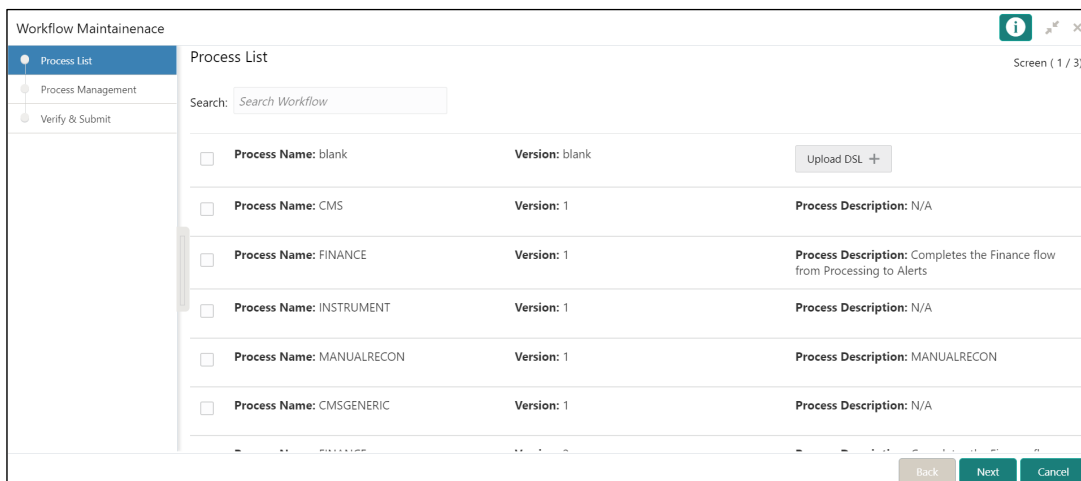 Workflow Maintainenace
Process List
Process Management
Verify & Submit
Process List
Screen ( 1 / 3)
Search: Search Workflow
Process Name: blank Version: blank Upload DSL +
Process Name: CMS Version: 1 Process Description: N/A
Process Name: FINANCE Version: 1 Process Description: Completes the Finance flow
from Processing to Alerts
Process Name: INSTRUMENT Version: 1 Process Description: N/A
Process Name: MANUALRECON Version: 1 Process Description: MANUALRECON
Process Name: CMSGENERIC Version: 1 Process Description: N/A
Back Next Cancel